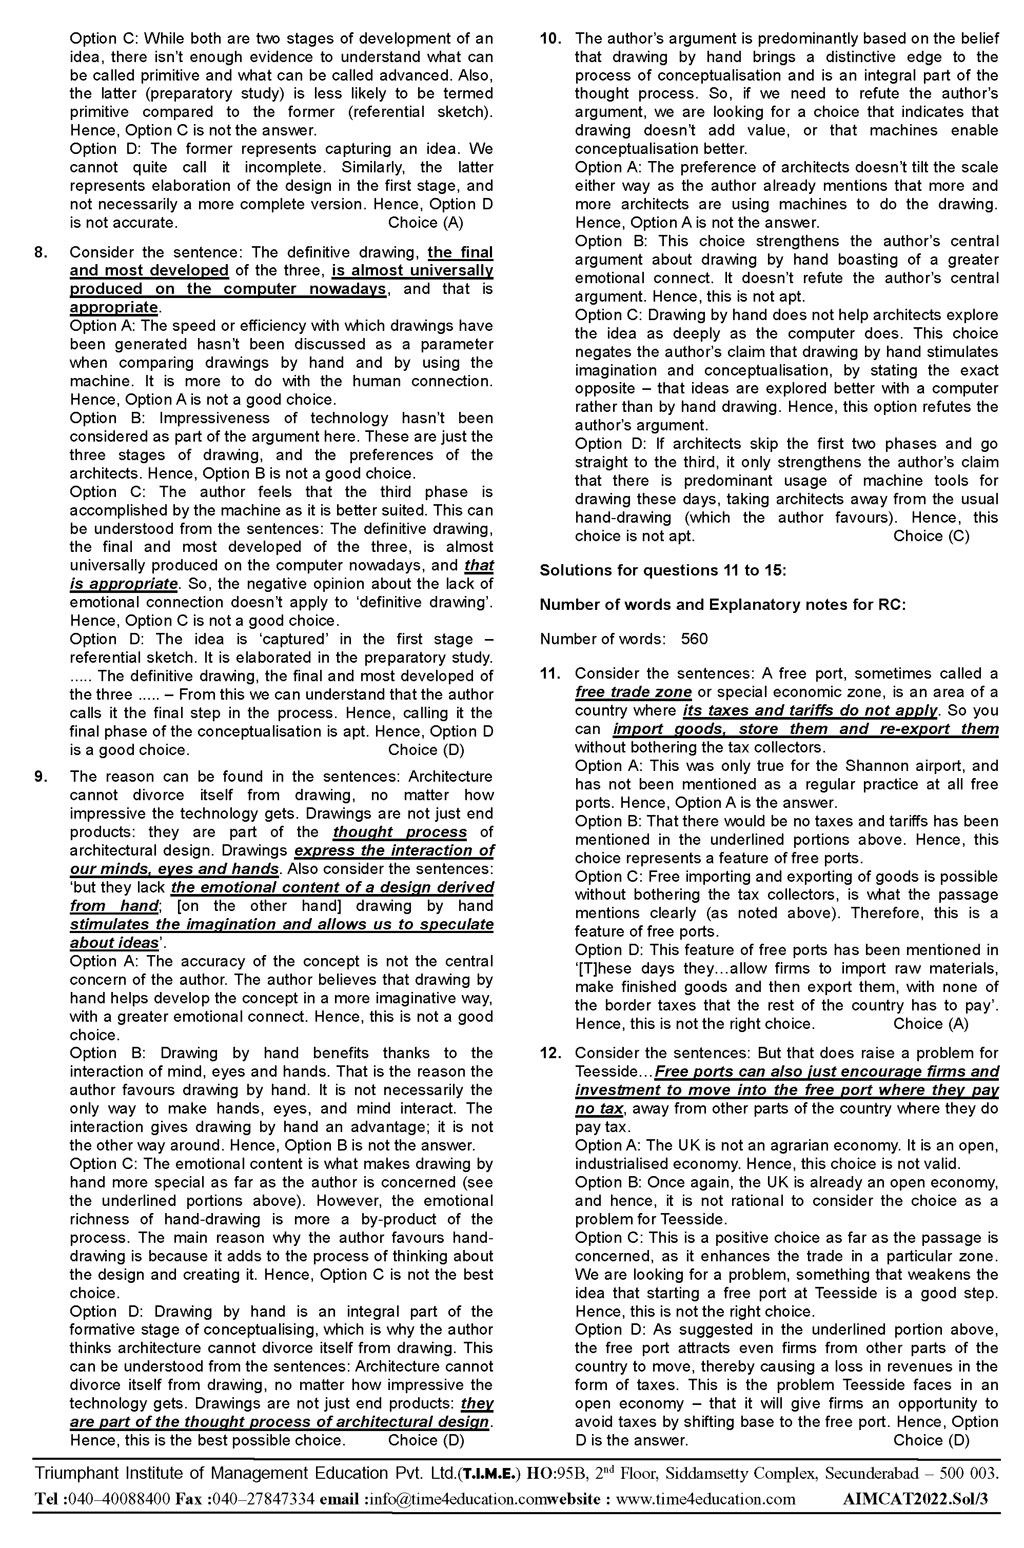 Option C: While both are two stages of development of an
idea, there isn't enough evidence to understand what can
be called primitive and what can be called advanced. Also,
the latter (preparatory study) is less likely to be termed
primitive compared to the former (referential sketch).
Hence, Option C is not the answer.
Option D: The former represents capturing an idea. We
cannot quite call it incomplete. Similarly, the latter
represents elaboration of the design in the first stage, and
not necessarily a more complete version. Hence, Option D
is not accurate. Choice (A)
8. Consider the sentence: The definitive drawing, the final
and most developed of the three, is almost universally
produced on the computer nowadays, and that is
appropriate.
Option A: The speed or efficiency with which drawings have
been generated hasn't been discussed as a parameter
when comparing drawings by hand and by using the
machine. It is more to do with the human connection.
Hence, Option A is not a good choice.
Option B: Impressiveness of technology hasn't been
considered as part of the argument here. These are just the
three stages of drawing, and the preferences of the
architects. Hence, Option B is not a good choice.
Option C: The author feels that the third phase is
accomplished by the machine as it is better suited. This can
be understood from the sentences: The definitive drawing,
the final and most developed of the three, is almost
universally produced on the computer nowadays, and that
is appropriate. So, the negative opinion about the lack of
emotional connection doesn't apply to 'definitive drawing'.
Hence, Option C is not a good choice.
Option D: The idea is 'captured' in the first stage –
referential sketch. It is elaborated in the preparatory study.
..... The definitive drawing, the final and most developed of
the three ..... – From this we can understand that the author
calls it the final step in the process. Hence, calling it the
final phase of the conceptualisation is apt. Hence, Option D
is a good choice. Choice (D)
9. The reason can be found in the sentences: Architecture
cannot divorce itself from drawing, no matter how
impressive the technology gets. Drawings are not just end
products: they are part of the thought process of
architectural design. Drawings express the interaction of
our minds, eyes and hands. Also consider the sentences:
'but they lack the emotional content of a design derived
from hand; [on the other hand] drawing by hand
stimulates the imagination and allows us to speculate
about ideas'.
Option A: The accuracy of the concept is not the central
concern of the author. The author believes that drawing by
hand helps develop the concept in a more imaginative way,
with a greater emotional connect. Hence, this is not a good
choice.
Option B: Drawing by hand benefits thanks to the
interaction of mind, eyes and hands. That is the reason the
author favours drawing by hand. It is not necessarily the
only way to make hands, eyes, and mind interact. The
interaction gives drawing by hand an advantage; it is not
the other way around. Hence, Option B is not the answer.
Option C: The emotional content is what makes drawing by
hand more special as far as the author is concerned (see
the underlined portions above). However, the emotional
richness of hand-drawing is more a by-product of the
process. The main reason why the author favours hand-
drawing is because it adds to the process of thinking about
the design and creating it. Hence, Option C is not the best
choice.
Option D: Drawing by hand is an integral part of the
formative stage of conceptualising, which is why the author
thinks architecture cannot divorce itself from drawing. This
can be understood from the sentences: Architecture cannot
divorce itself from drawing, no matter how impressive the
technology gets. Drawings are not just end products: they
are part of the thought process of architectural design.
Hence, this is the best possible choice. Choice (D)
10. The author's argument is predominantly based on the belief
that drawing by hand brings a distinctive edge to the
process of conceptualisation and is an integral part of the
thought process. So, if we need to refute the author's
argument, we are looking for a choice that indicates that
drawing doesn't add value, or that machines enable
conceptualisation better.
Option A: The preference of architects doesn't tilt the scale
either way as the author already mentions that more and
more architects are using machines to do the drawing.
Hence, Option A is not the answer.
Option B: This choice strengthens the author's central
argument about drawing by hand boasting of a greater
emotional connect. It doesn't refute the author's central
argument. Hence, this is not apt.
Option C: Drawing by hand does not help architects explore
the idea as deeply as the computer does. This choice
negates the author's claim that drawing by hand stimulates
imagination and conceptualisation, by stating the exact
opposite – that ideas are explored better with a computer
rather than by hand drawing. Hence, this option refutes the
author's argument.
Option D: If architects skip the first two phases and go
straight to the third, it only strengthens the author's claim
that there is predominant usage of machine tools for
drawing these days, taking architects away from the usual
hand-drawing (which the author favours). Hence, this
choice is not apt. Choice (C)
Solutions for questions 11 to 15:
Number of words and Explanatory notes for RC:
Number of words: 560
11. Consider the sentences: A free port, sometimes called a
free trade zone or special economic zone, is an area of a
country where its taxes and tariffs do not apply. So you
can import goods, store them and re-export them
without bothering the tax collectors.
Option A: This was only true for the Shannon airport, and
has not been mentioned as a regular practice at all free
ports. Hence, Option A is the answer.
Option B: That there would be no taxes and tariffs has been
mentioned in the underlined portions above. Hence, this
choice represents a feature of free ports.
Option C: Free importing and exporting of goods is possible
without bothering the tax collectors, is what the passage
mentions clearly (as noted above). Therefore, this is a
feature of free ports.
Option D: This feature of free ports has been mentioned in
'[T]hese days they…allow firms to import raw materials,
make finished goods and then export them, with none of
the border taxes that the rest of the country has to pay'.
Hence, this is not the right choice. Choice (A)
12. Consider the sentences: But that does raise a problem for
Teesside…Free ports can also just encourage firms and
investment to move into the free port where they pay
no tax, away from other parts of the country where they do
pay tax.
Option A: The UK is not an agrarian economy. It is an open,
industrialised economy. Hence, this choice is not valid.
Option B: Once again, the UK is already an open economy,
and hence, it is not rational to consider the choice as a
problem for Teesside.
Option C: This is a positive choice as far as the passage is
concerned, as it enhances the trade in a particular zone.
We are looking for a problem, something that weakens the
idea that starting a free port at Teesside is a good step.
Hence, this is not the right choice.
Option D: As suggested in the underlined portion above,
the free port attracts even firms from other parts of the
country to move, thereby causing a loss in revenues in the
form of taxes. This is the problem Teesside faces in an
open economy – that it will give firms an opportunity to
avoid taxes by shifting base to the free port. Hence, Option
D is the answer. Choice (D)
Triumphant Institute of Management Education Pvt. Ltd.(T.I.M.E.) HO:95B, 2nd Floor, Siddamsetty Complex, Secunderabad – 500 003.
Tel :040–40088400 Fax :040–27847334 email :info@time4education.comwebsite : www.time4education.com AIMCAT2022.Sol/3